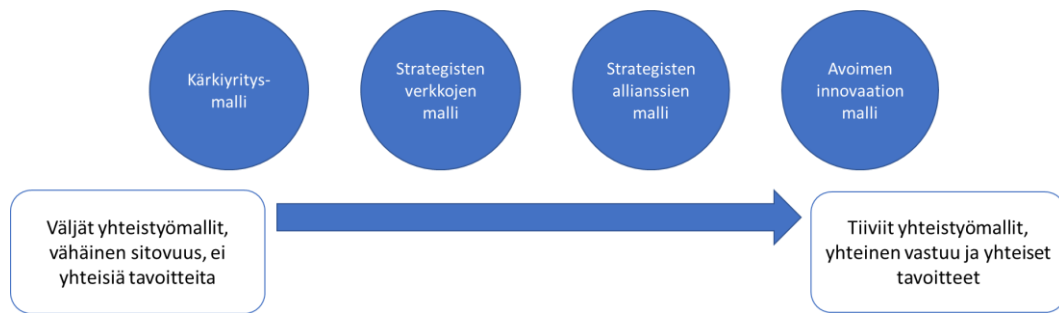 Kärkiyritys-
malli
Strategisten
verkkojen
malli
Strategisten
allianssien
malli
Avoimen
innovaation
malli
Väljät yhteistyömallit,
vähäinen sitovuus, ei
yhteisiä tavoitteita
Tiiviit yhteistyömallit,
yhteinen vastuu ja yhteiset
tavoitteet